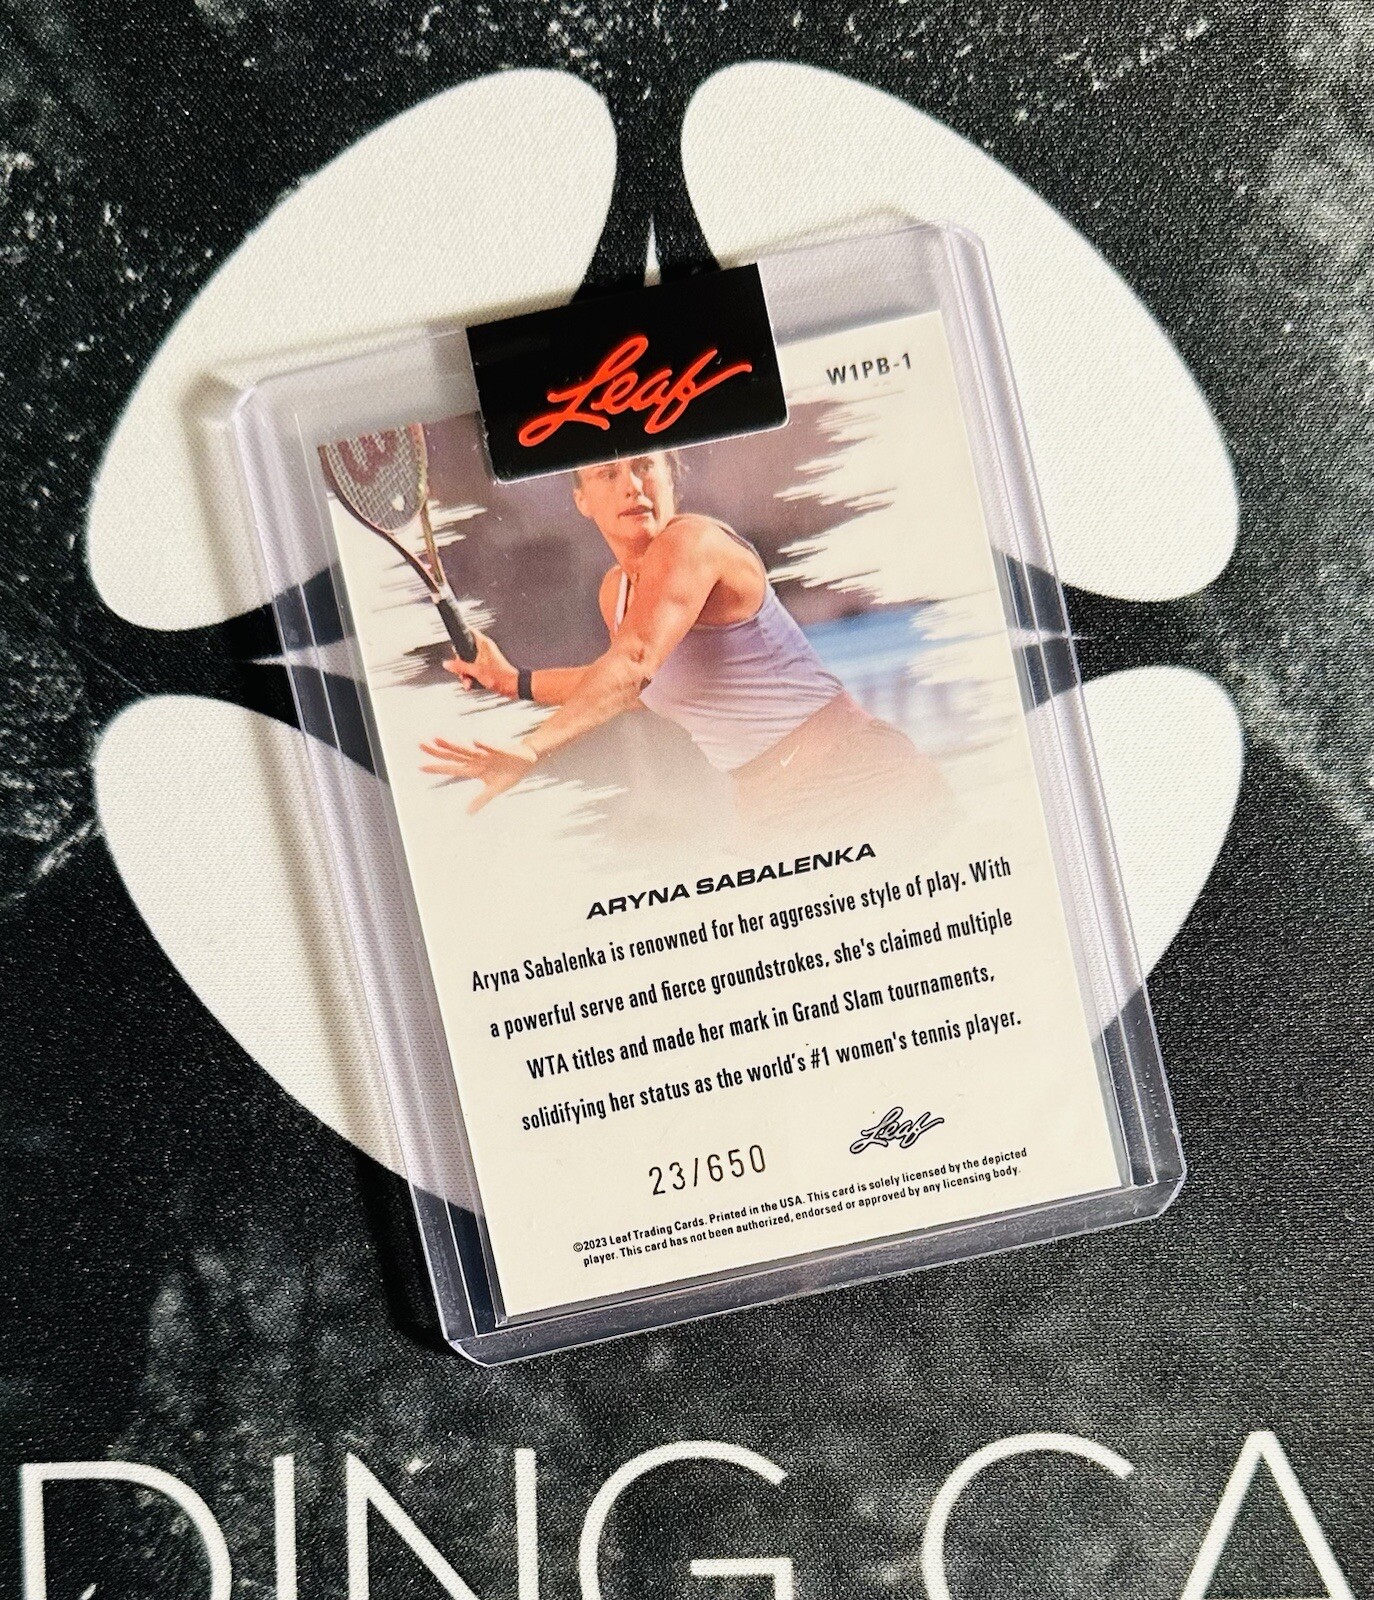 Leaf
W1PB-1
W
ARYNA SABALENKA
Aryna Sabalenka is renowned for her aggressive style of play. With
a powerful serve and fierce groundstrokes, she's claimed multiple
WTA titles and made her mark in Grand Slam tournaments,
solidifying her status as the world's #1 women's tennis player.
23/650
Leaf
©2023 Leaf Trading Cards. Printed in the USA. This card is solely licensed by the depicted
player. This card has not been authorized, endorsed or approved by any licensing body.
DING CA